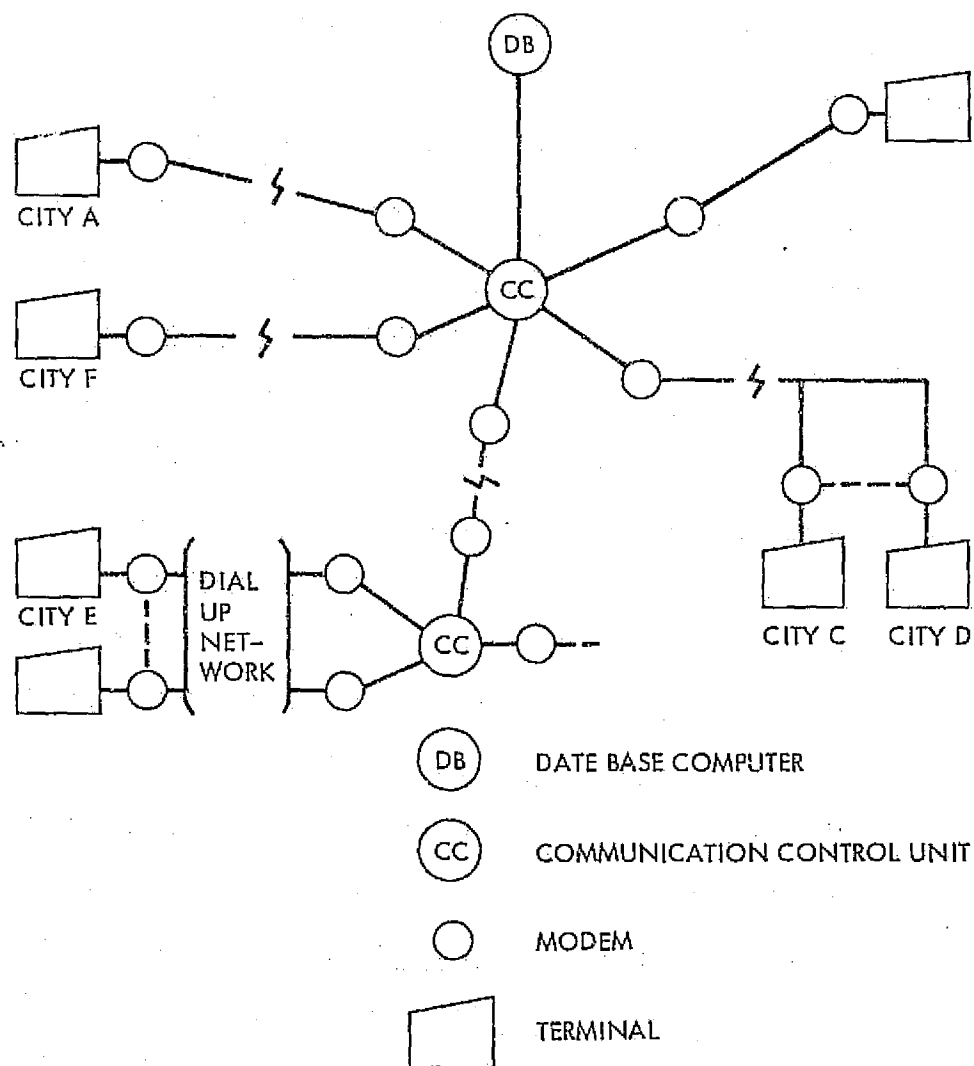 DB
CITY A
CC
CITY F
DIAL
UP
NET-
WORK
CITY E
CC
CITY C
CITY D
DB
DATE BASE COMPUTER
CC
COMMUNICATION CONTROL UNIT
MODEM
TERMINAL